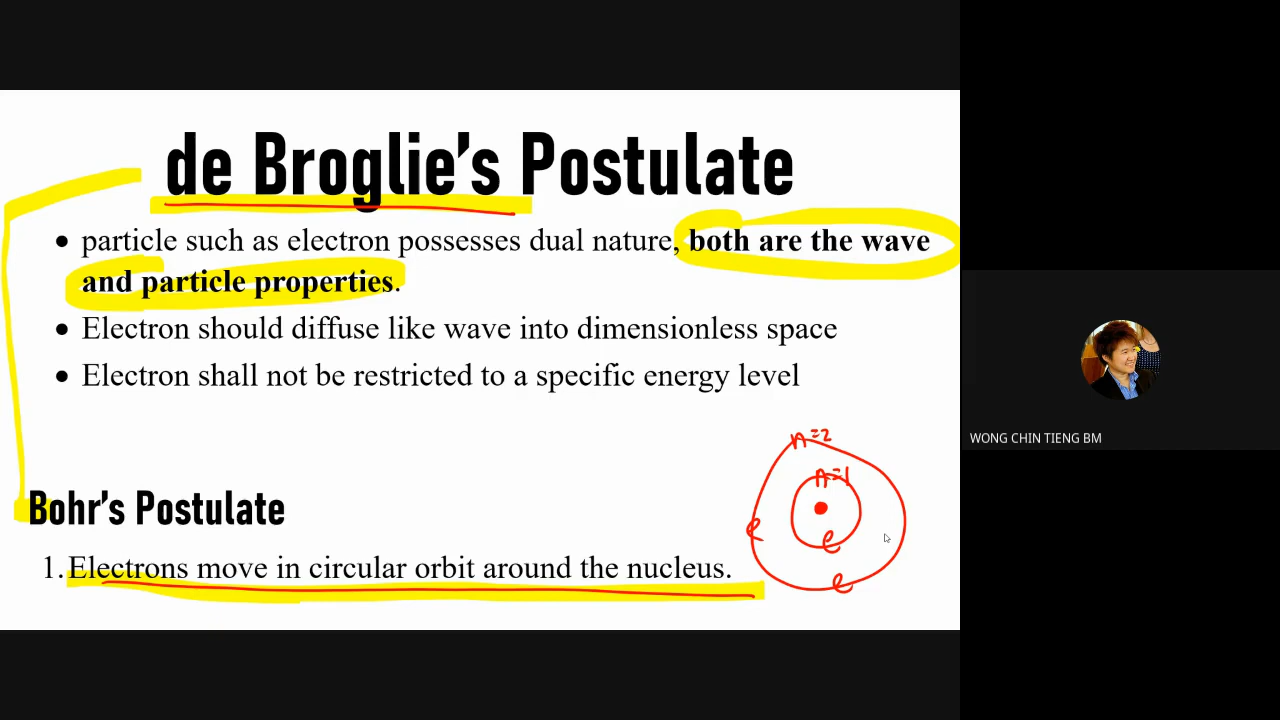 de Broglie's Postulate
• particle such as electron possesses dual nature, both are the wave
and particle properties.
• Electron should diffuse like wave into dimensionless space
• Electron shall not be restricted to a specific energy level
n=2
n=1
e
e
e
Bohr's Postulate
1. Electrons move in circular orbit around the nucleus.
WONG CHIN TIENG BM